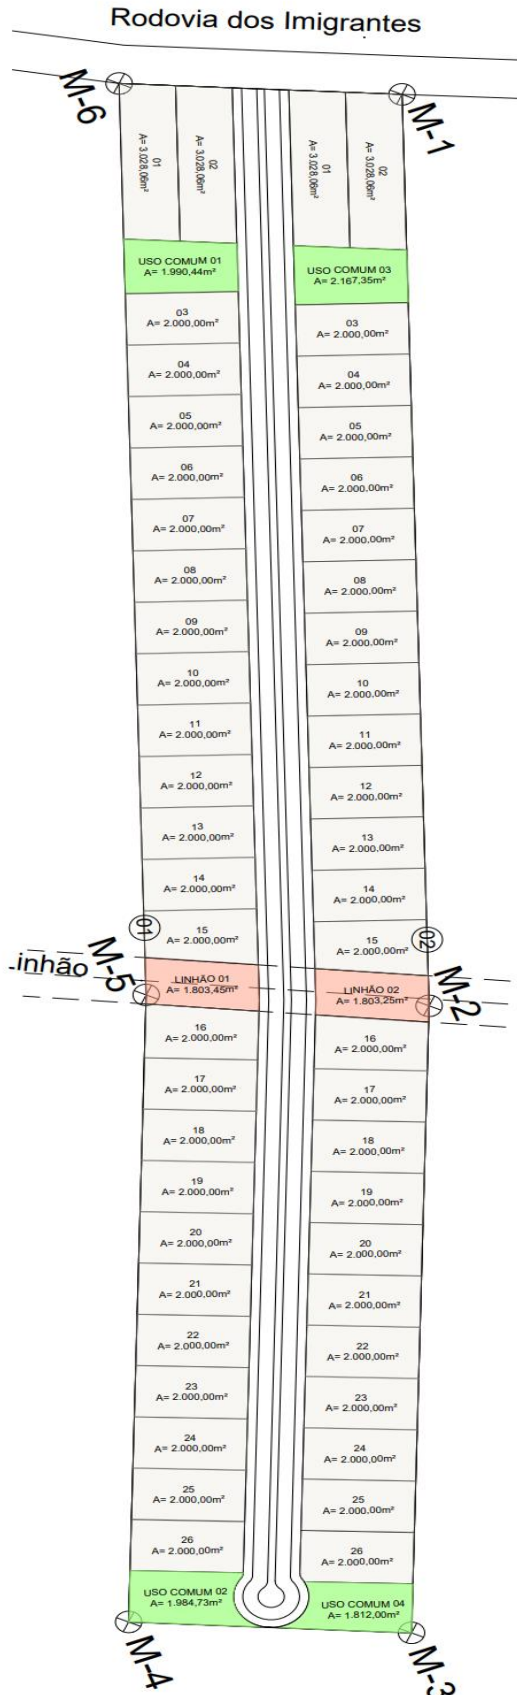 Rodovia dos Imigrantes
M-6
M-1
01
A= 3.028,06m²
02
A= 3.028,06m²
01
A= 3.028,06m²
02
A= 3.028,06m²
USO COMUM 01
A= 1.990,44m²
USO COMUM 03
A= 2.167,35m²
03
A= 2.000,00m²
03
A= 2.000,00m²
04
A= 2.000,00m²
04
A= 2.000,00m²
05
A= 2.000,00m²
05
A= 2.000,00m²
06
A= 2.000,00m²
06
A= 2.000,00m²
07
A= 2.000,00m²
07
A= 2.000,00m²
08
A= 2.000,00m²
08
A= 2.000,00m²
09
A= 2.000,00m²
09
A= 2.000,00m²
10
A= 2.000,00m²
10
A= 2.000,00m²
11
A= 2.000,00m²
11
A= 2.000,00m²
12
A= 2.000,00m²
12
A= 2.000,00m²
13
A= 2.000,00m²
13
A= 2.000,00m²
14
A= 2.000,00m²
14
A= 2.000,00m²
01
15
A= 2.000,00m²
15
A= 2.000,00m²
02
-inhão
M-5
LINHÃO 01
A= 1.803,45m²
LINHÃO 02
A= 1.803,25m²
M-2
16
A= 2.000,00m²
16
A= 2.000,00m²
17
A= 2.000,00m²
17
A= 2.000,00m²
18
A= 2.000,00m²
18
A= 2.000,00m²
19
A= 2.000,00m²
19
A= 2.000,00m²
20
A= 2.000,00m²
20
A= 2.000,00m²
21
A= 2.000,00m²
21
A= 2.000,00m²
22
A= 2.000,00m²
22
A= 2.000,00m²
23
A= 2.000,00m²
23
A= 2.000,00m²
24
A= 2.000,00m²
24
A= 2.000,00m²
25
A= 2.000,00m²
25
A= 2.000,00m²
26
A= 2.000,00m²
26
A= 2.000,00m²
USO COMUM 02
A= 1.984,73m²
USO COMUM 04
A= 1.812,00m²
M-4
M-3